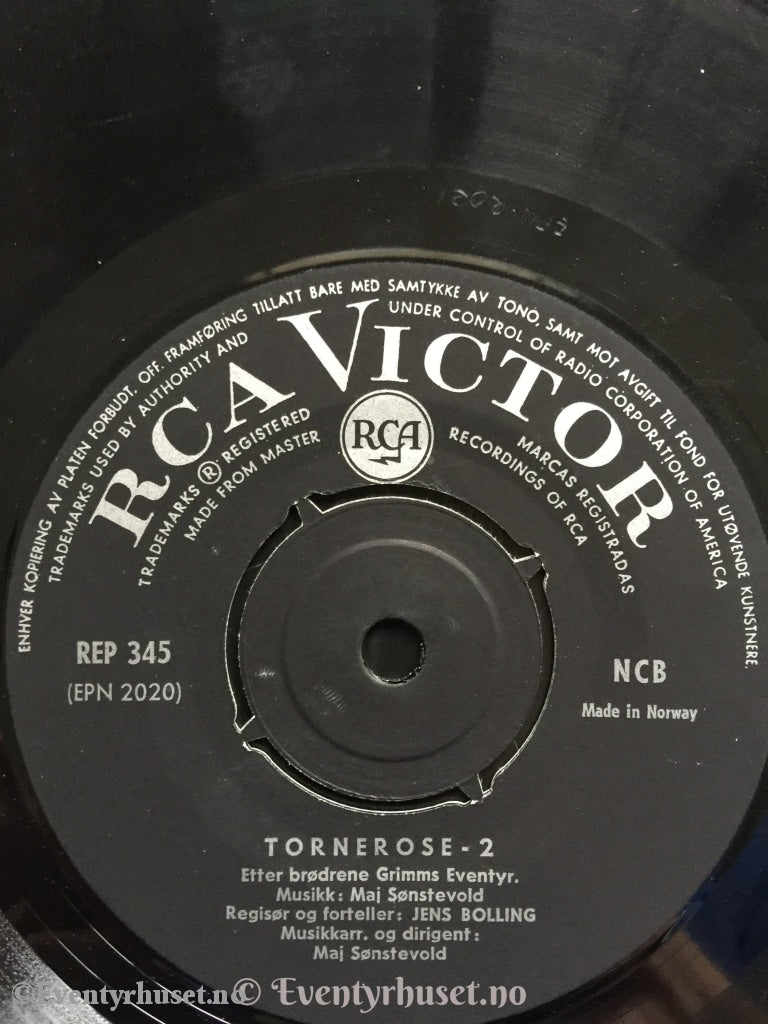 ENHVER KOPIERING AV PLATEN FORBUDT. OFF. FRAMFØRING TILLATT BARE MED SAMTYKKE AV TONO, SAMT MOT AVGIFT TIL FOND FOR UTØVENDE KUNSTNERE.
TRADEMARKS USED BY AUTHORITY AND UNDER CONTROL OF RADIO CORPORATION OF AMERICA
RCA VICTOR
TRADEMARKS ® REGISTERED MARCAS REGISTRADAS
MADE FROM MASTER RECORDINGS OF RCA
RCA
REP 345
(EPN 2020)
NCB
Made in Norway
TORNEROSE - 2
Etter brødrene Grimms Eventyr.
Musikk: Maj Sønstevold
Regisør og forteller: JENS BOLLING
Musikkarr. og dirigent:
Maj Sønstevold
© Eventyrhuset.no © Eventyrhuset.no